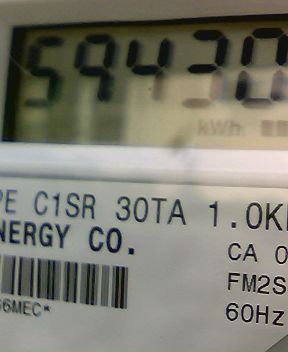 59430
kWh
PE C1SR 30TA 1.0K
NERGY CO.
CA 0
FM2S
60Hz
6MEC*